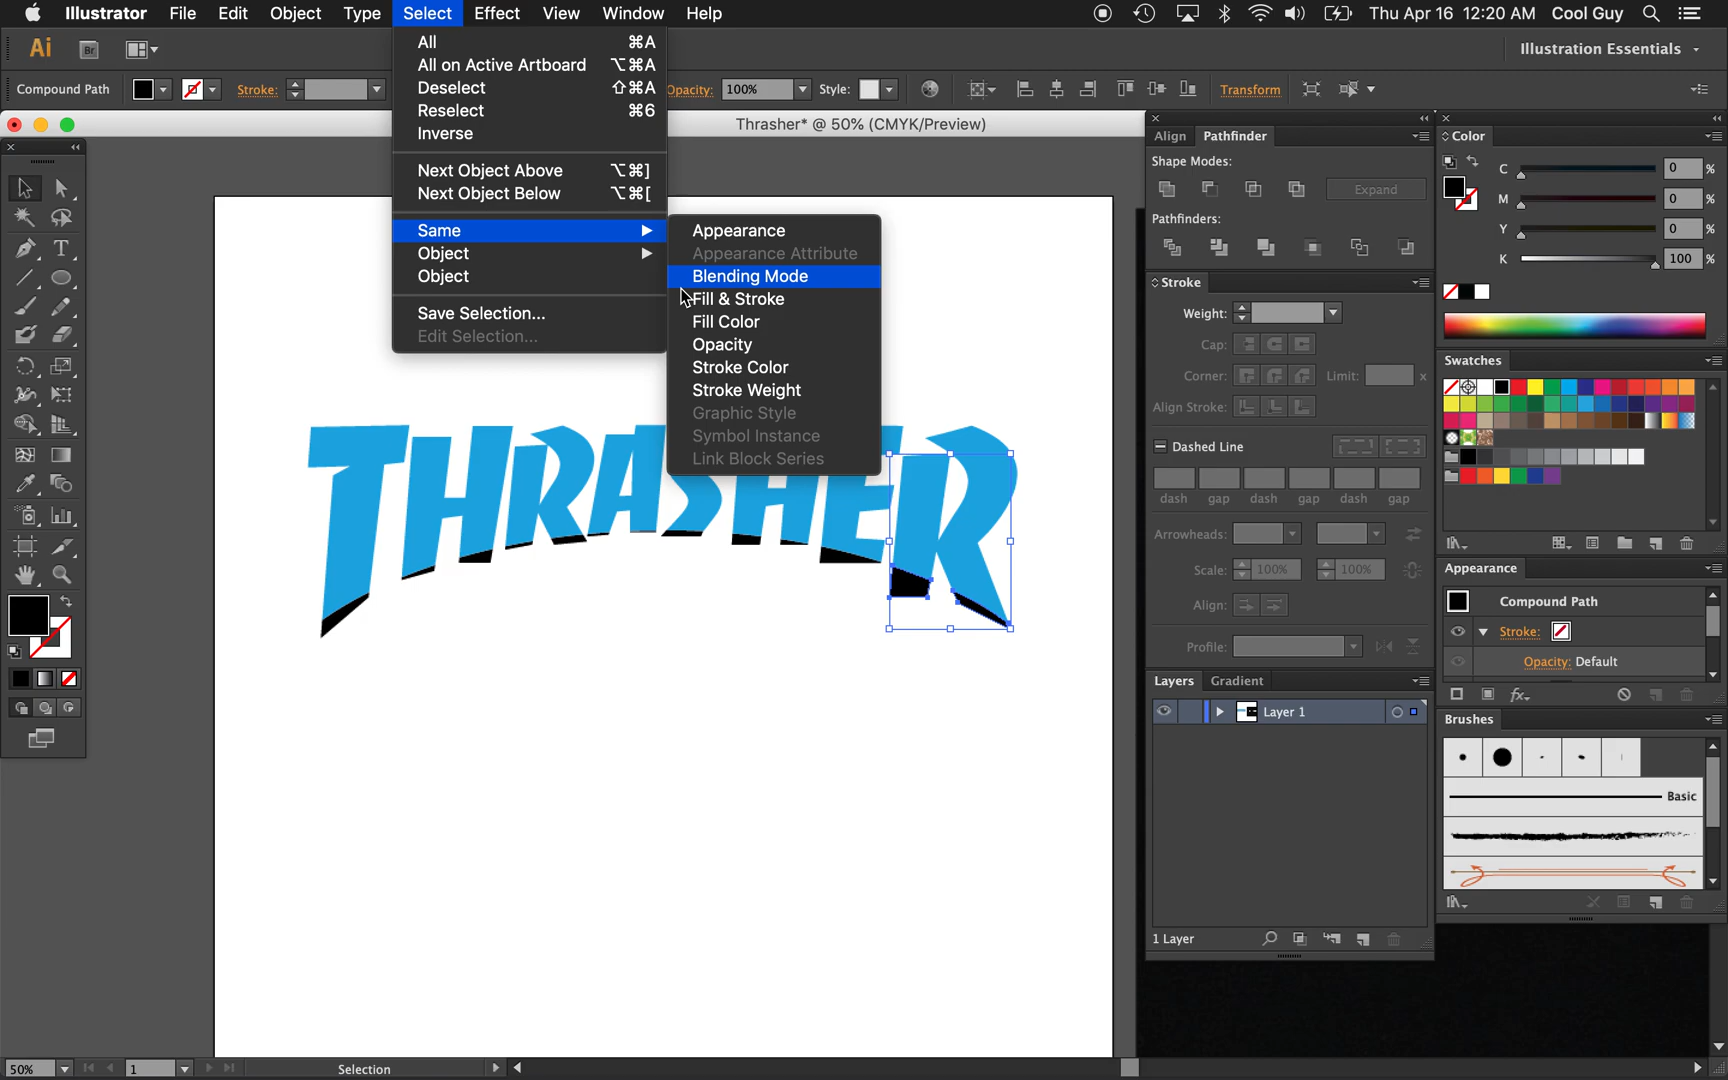 Illustrator File Edit Object Type Select Effect View Window Help
Thu Apr 16 12:20 AM Cool Guy
Ai Br
Illustration Essentials
Compound Path
Stroke:
Opacity: 100% Style:
Transform
Thrasher* @ 50% (CMYK/Preview)
All ⌘A
All on Active Artboard ⌥⌘A
Deselect ⇧⌘A
Reselect ⌘6
Inverse
Next Object Above ⌥⌘]
Next Object Below ⌥⌘[
Same
Object
Object
Save Selection...
Edit Selection...
Appearance
Appearance Attribute
Blending Mode
Fill & Stroke
Fill Color
Opacity
Stroke Color
Stroke Weight
Graphic Style
Symbol Instance
Link Block Series
THRASHER
Align Pathfinder
Shape Modes:
Expand
Pathfinders:
Stroke
Weight:
Cap:
Corner: Limit: x
Align Stroke:
Dashed Line
dash gap dash gap dash gap
Arrowheads:
Scale: 100% 100%
Align:
Profile:
Layers Gradient
Layer 1
1 Layer
Color
C 0 %
M 0 %
Y 0 %
K 100 %
Swatches
Appearance
Compound Path
Stroke:
Opacity: Default
Brushes
Basic
50% 1 Selection